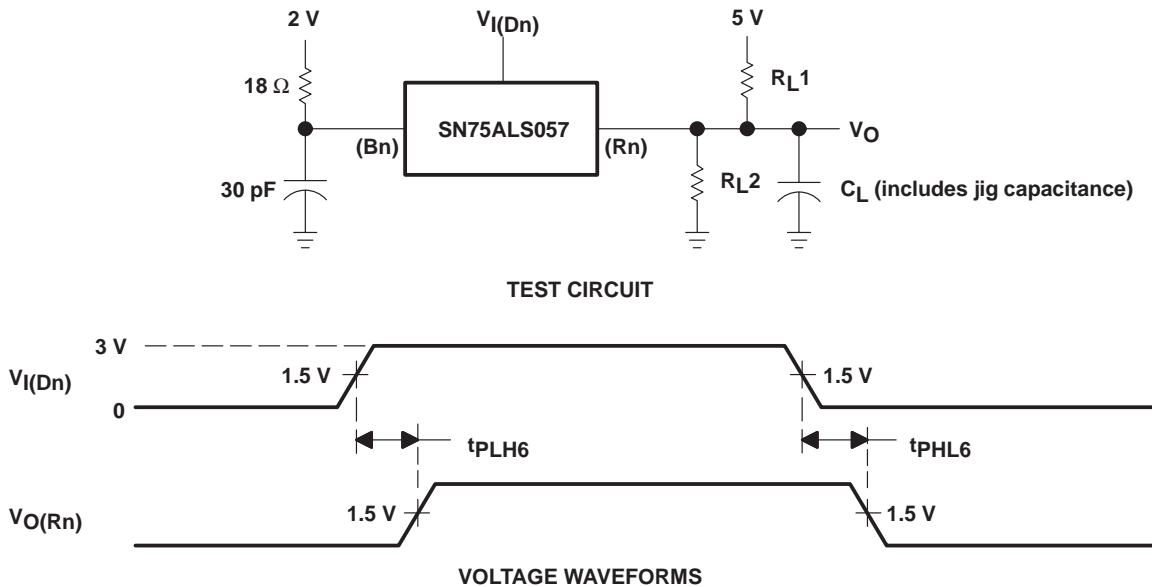 2 V
V_I(Dn)
5 V
18 Ω
R_L1
SN75ALS057
(Bn)
(Rn)
V_O
30 pF
R_L2
C_L (includes jig capacitance)
TEST CIRCUIT
3 V
V_I(Dn)
1.5 V
1.5 V
0
t_PLH6
t_PHL6
V_O(Rn)
1.5 V
1.5 V
VOLTAGE WAVEFORMS